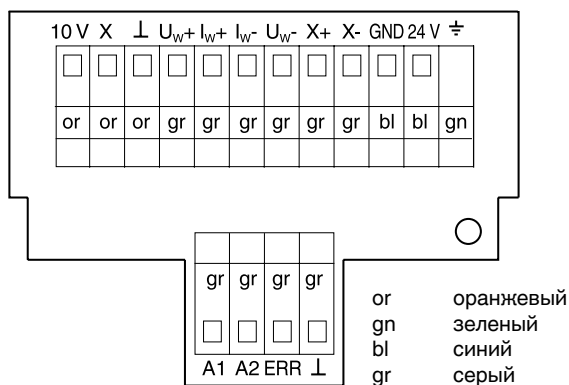 10 V X ⊥ Uw+ Iw+ Iw- Uw- X+ X- GND 24 V ⏚
or or or gr gr gr gr gr gr bl bl gn
gr gr gr gr
A1 A2 ERR ⊥
or оранжевый
gn зеленый
bl синий
gr серый